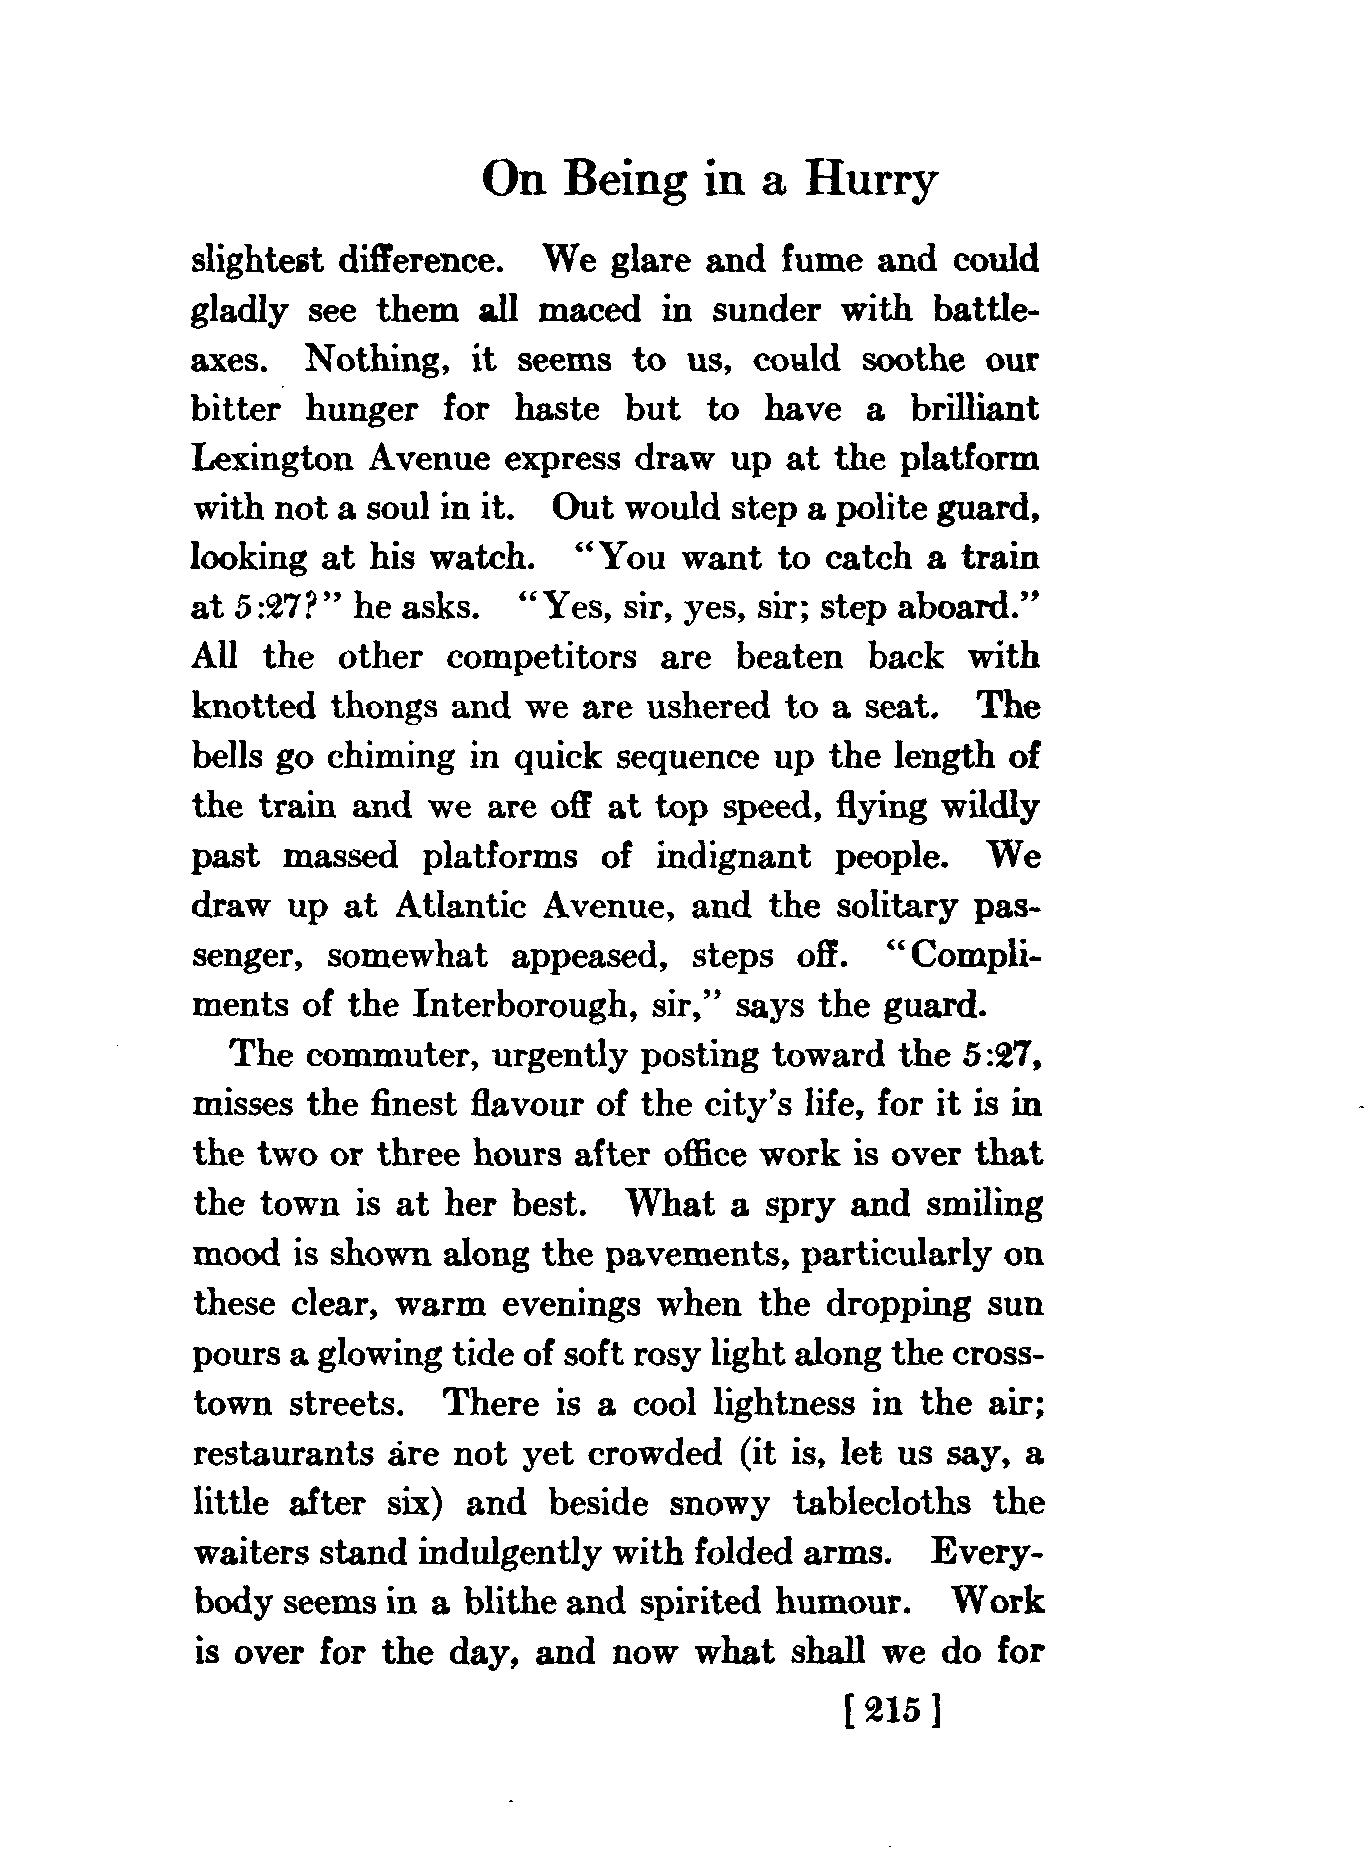 On Being in a Hurry
slightest difference. We glare and fume and could
gladly see them all maced in sunder with battle-
axes. Nothing, it seems to us, could soothe our
bitter hunger for haste but to have a brilliant
Lexington Avenue express draw up at the platform
with not a soul in it. Out would step a polite guard,
looking at his watch. "You want to catch a train
at 5:27?" he asks. "Yes, sir, yes, sir; step aboard."
All the other competitors are beaten back with
knotted thongs and we are ushered to a seat. The
bells go chiming in quick sequence up the length of
the train and we are off at top speed, flying wildly
past massed platforms of indignant people. We
draw up at Atlantic Avenue, and the solitary pas-
senger, somewhat appeased, steps off. "Compli-
ments of the Interborough, sir," says the guard.
The commuter, urgently posting toward the 5:27,
misses the finest flavour of the city's life, for it is in
the two or three hours after office work is over that
the town is at her best. What a spry and smiling
mood is shown along the pavements, particularly on
these clear, warm evenings when the dropping sun
pours a glowing tide of soft rosy light along the cross-
town streets. There is a cool lightness in the air;
restaurants are not yet crowded (it is, let us say, a
little after six) and beside snowy tablecloths the
waiters stand indulgently with folded arms. Every-
body seems in a blithe and spirited humour. Work
is over for the day, and now what shall we do for
[ 215 ]